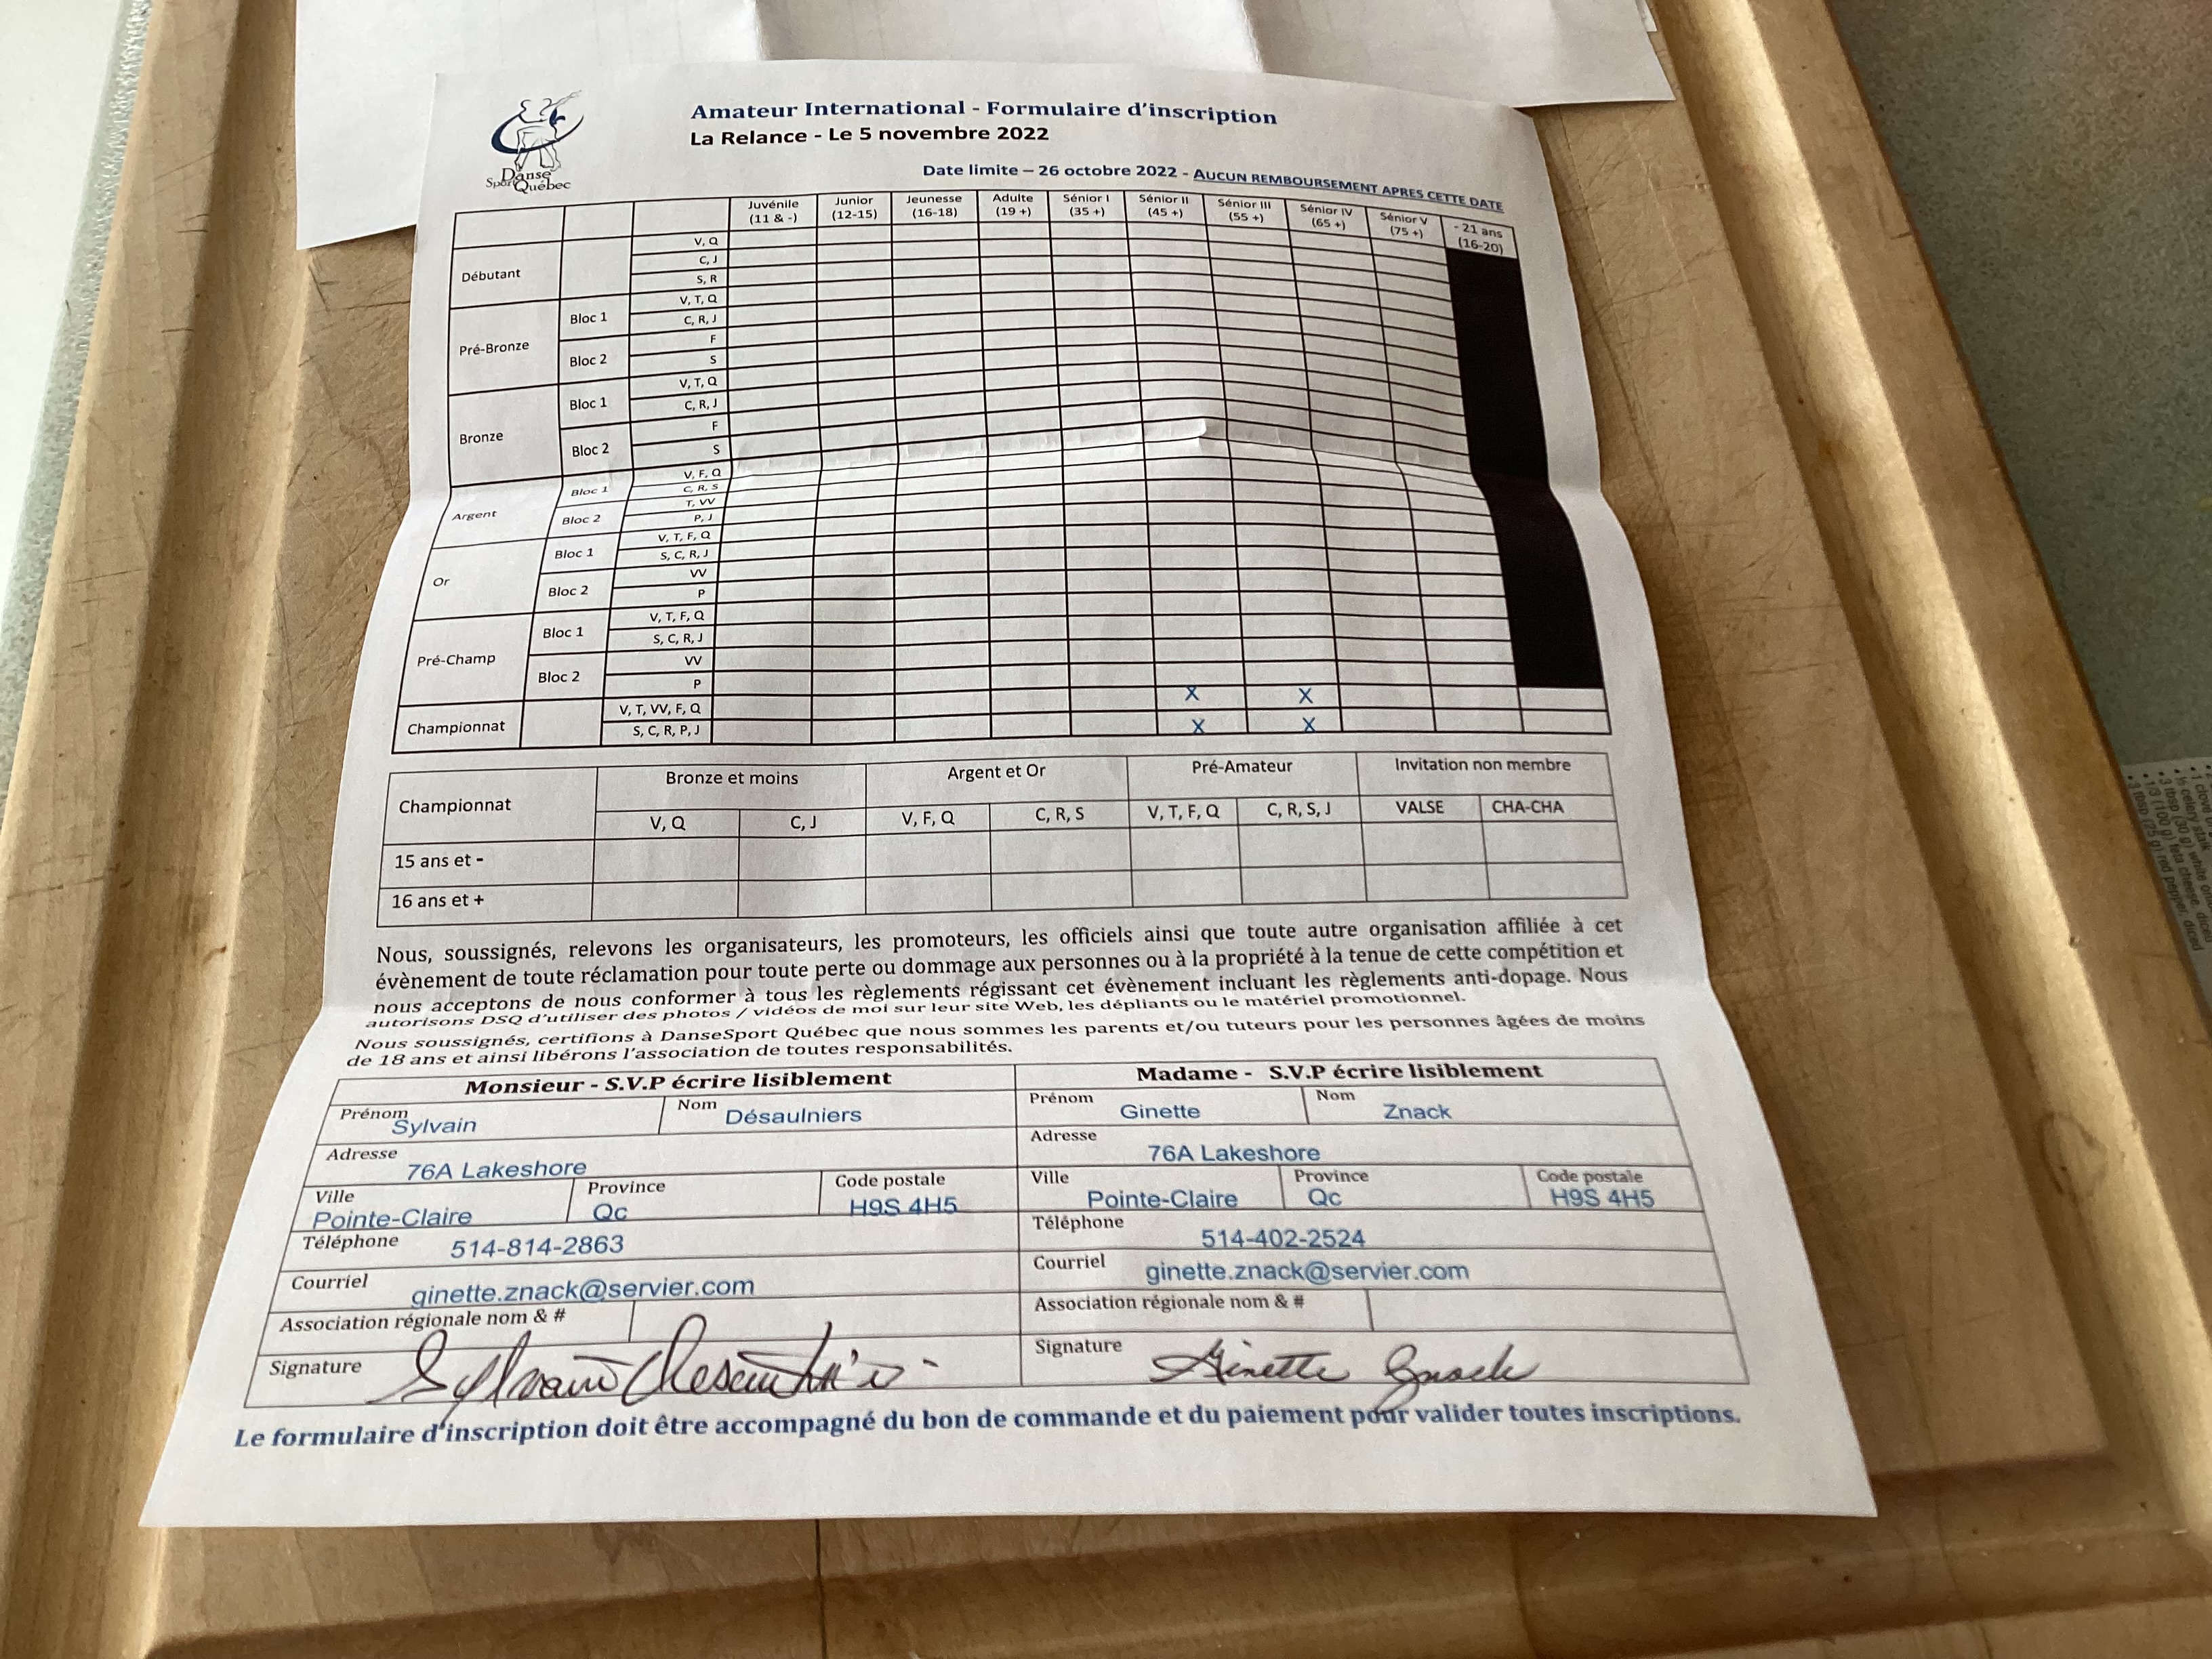 Danse
Sport Québec
Amateur International - Formulaire d'inscription
La Relance - Le 5 novembre 2022
Date limite – 26 octobre 2022 - AUCUN REMBOURSEMENT APRES CETTE DATE
Juvénile (11 & -) Junior (12-15) Jeunesse (16-18) Adulte (19 +) Sénior I (35 +) Sénior II (45 +) Sénior III (55 +) Sénior IV (65 +) Sénior V (75 +) - 21 ans (16-20)
Débutant V, Q
C, J
S, R
Pré-Bronze Bloc 1 V, T, Q
C, R, J
Bloc 2 F
S
Bronze Bloc 1 V, T, Q
C, R, J
Bloc 2 F
S
Argent Bloc 1 V, F, Q
C, R, S
Bloc 2 T, VV
P, J
Or Bloc 1 V, T, F, Q
S, C, R, J
Bloc 2 VV
P
Pré-Champ Bloc 1 V, T, F, Q
S, C, R, J
Bloc 2 VV
P
Championnat V, T, VV, F, Q X X
S, C, R, P, J X X
Championnat Bronze et moins Argent et Or Pré-Amateur Invitation non membre
V, Q C, J V, F, Q C, R, S V, T, F, Q C, R, S, J VALSE CHA-CHA
15 ans et -
16 ans et +
Nous, soussignés, relevons les organisateurs, les promoteurs, les officiels ainsi que toute autre organisation affiliée à cet
évènement de toute réclamation pour toute perte ou dommage aux personnes ou à la propriété à la tenue de cette compétition et
nous acceptons de nous conformer à tous les règlements régissant cet évènement incluant les règlements anti-dopage. Nous
autorisons DSQ d'utiliser des photos / vidéos de moi sur leur site Web, les dépliants ou le matériel promotionnel.
Nous soussignés, certifions à DanseSport Québec que nous sommes les parents et/ou tuteurs pour les personnes âgées de moins
de 18 ans et ainsi libérons l'association de toutes responsabilités.
Monsieur - S.V.P écrire lisiblement Madame - S.V.P écrire lisiblement
Prénom Sylvain Nom Désaulniers Prénom Ginette Nom Znack
Adresse 76A Lakeshore Adresse 76A Lakeshore
Ville Pointe-Claire Province Qc Code postale H9S 4H5 Ville Pointe-Claire Province Qc Code postale H9S 4H5
Téléphone 514-814-2863 Téléphone 514-402-2524
Courriel ginette.znack@servier.com Courriel ginette.znack@servier.com
Association régionale nom & # Association régionale nom & #
Signature Sylvain Desaulniers Signature Ginette Znack
Le formulaire d'inscription doit être accompagné du bon de commande et du paiement pour valider toutes inscriptions.